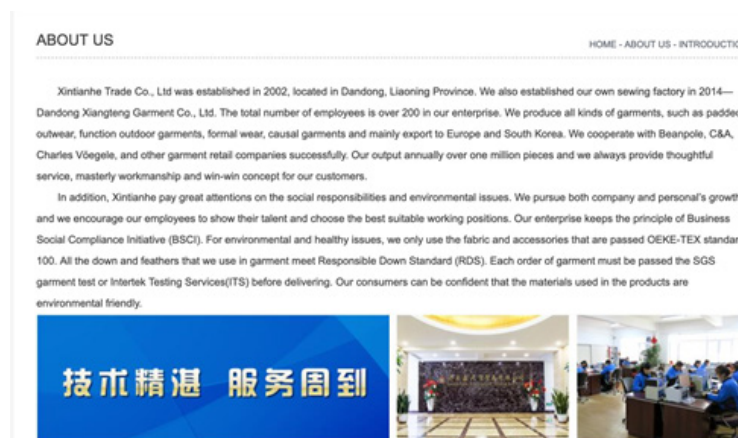 ABOUT US
HOME - ABOUT US - INTRODUCTIO
Xintianhe Trade Co., Ltd was established in 2002, located in Dandong, Liaoning Province. We also established our own sewing factory in 2014—
Dandong Xiangteng Garment Co., Ltd. The total number of employees is over 200 in our enterprise. We produce all kinds of garments, such as padded
outwear, function outdoor garments, formal wear, causal garments and mainly export to Europe and South Korea. We cooperate with Beanpole, C&A,
Charles Vöegele, and other garment retail companies successfully. Our output annually over one million pieces and we always provide thoughtful
service, masterly workmanship and win-win concept for our customers.
In addition, Xintianhe pay great attentions on the social responsibilities and environmental issues. We pursue both company and personal's growth
and we encourage our employees to show their talent and choose the best suitable working positions. Our enterprise keeps the principle of Business
Social Compliance Initiative (BSCI). For environmental and healthy issues, we only use the fabric and accessories that are passed OEKE-TEX standar
100. All the down and feathers that we use in garment meet Responsible Down Standard (RDS). Each order of garment must be passed the SGS
garment test or Intertek Testing Services(ITS) before delivering. Our consumers can be confident that the materials used in the products are
environmental friendly.
技术精湛 服务周到